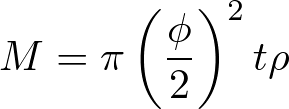 M = π (ϕ/2)² tρ